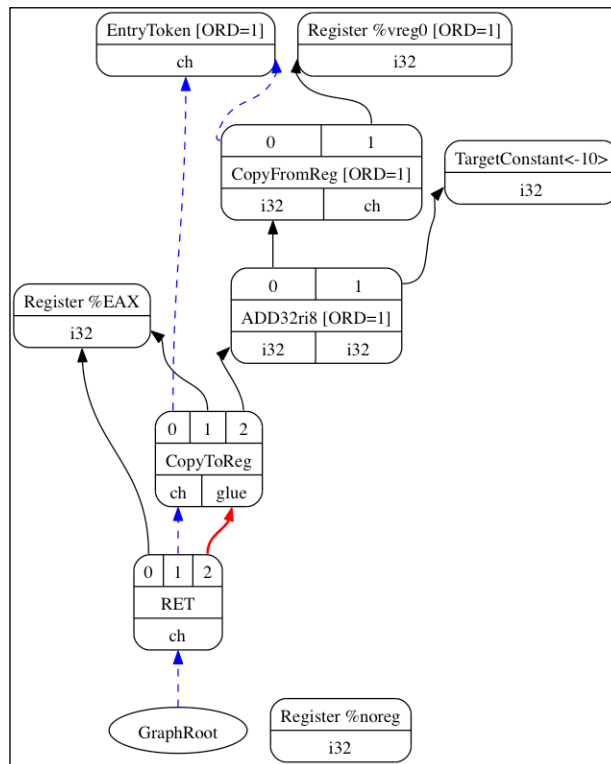 EntryToken [ORD=1]
ch
Register %vreg0 [ORD=1]
i32
0 1
CopyFromReg [ORD=1]
i32 ch
TargetConstant<-10>
i32
0 1
ADD32ri8 [ORD=1]
i32 i32
Register %EAX
i32
0 1 2
CopyToReg
ch glue
0 1 2
RET
ch
GraphRoot
Register %noreg
i32